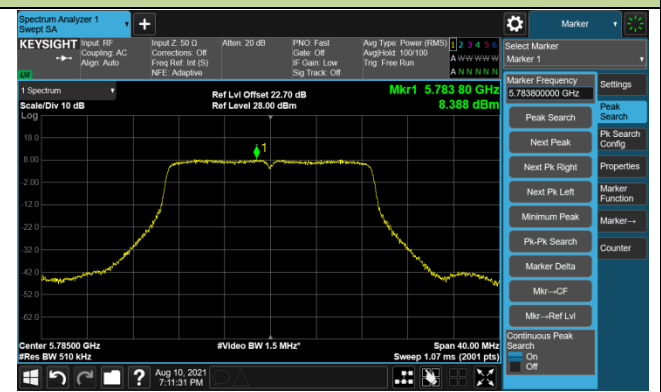 Spectrum Analyzer 1
Swept SA
+
Marker
KEYSIGHT
Input: RF
Coupling: AC
Align: Auto
Input Z: 50 Ω
Corrections: Off
Freq Ref: Int (S)
NFE: Adaptive
Atten: 20 dB
PNO: Fast
Gate: Off
IF Gain: Low
Sig Track: Off
Avg Type: Power (RMS)
Avg|Hold: 100/100
Trig: Free Run
1 2 3 4 5 6
A W W W W W
A N N N N N
Select Marker
Marker 1
1 Spectrum
Scale/Div 10 dB
Log
Ref Lvl Offset 22.70 dB
Ref Level 28.00 dBm
Mkr1 5.783 80 GHz
8.388 dBm
18.0
8.00
-2.00
-12.0
-22.0
-32.0
-42.0
-52.0
-62.0
1
Center 5.78500 GHz
#Res BW 510 kHz
#Video BW 1.5 MHz*
Span 40.00 MHz
Sweep 1.07 ms (2001 pts)
Marker Frequency
5.783800000 GHz
Peak Search
Next Peak
Next Pk Right
Next Pk Left
Minimum Peak
Pk-Pk Search
Marker Delta
Mkr→CF
Mkr→Ref Lvl
Continuous Peak
Search
On
Off
Settings
Peak
Search
Pk Search
Config
Properties
Marker
Function
Marker→
Counter
?
Aug 10, 2021
7:11:31 PM